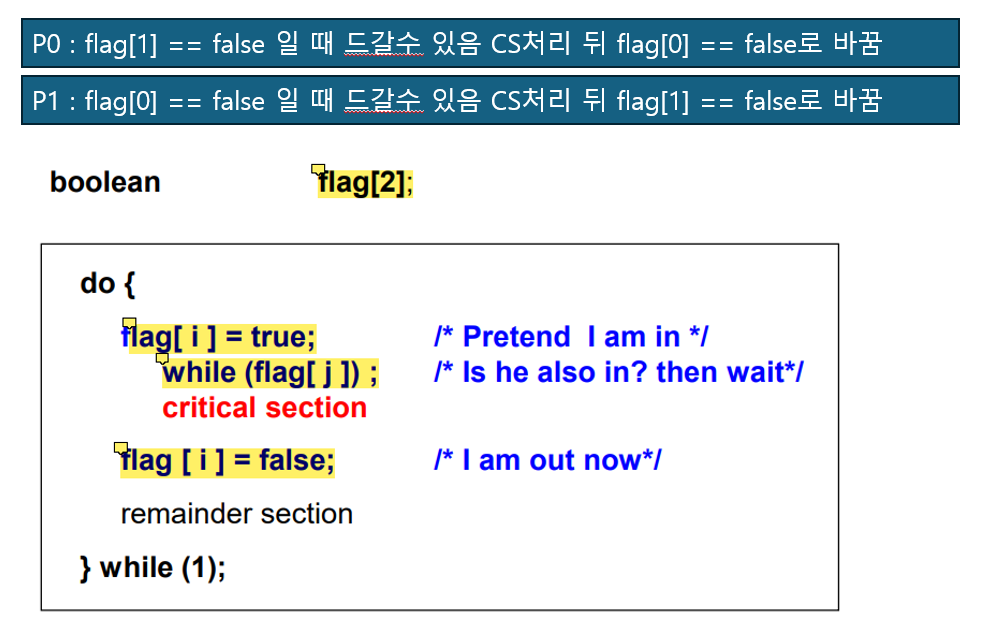 P0 : flag[1] == false 일 때 드갈수 있음 CS처리 뒤 flag[0] == false로 바꿈
P1 : flag[0] == false 일 때 드갈수 있음 CS처리 뒤 flag[1] == false로 바꿈
boolean flag[2];
do {
flag[ i ] = true; /* Pretend I am in */
while (flag[ j ]) ; /* Is he also in? then wait*/
critical section
flag [ i ] = false; /* I am out now*/
remainder section
} while (1);